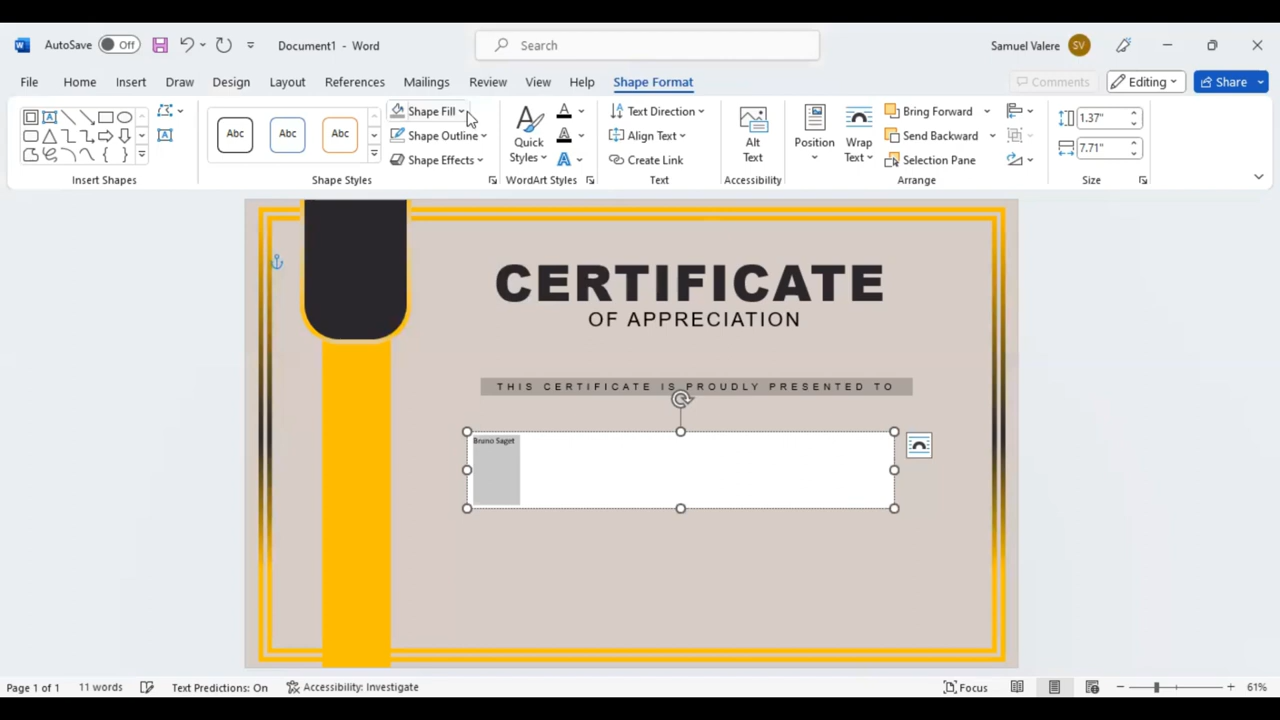 AutoSave Off Document1 - Word Search Samuel Valere SV
File Home Insert Draw Design Layout References Mailings Review View Help Shape Format Comments Editing Share
Abc Abc Abc
Shape Fill
Shape Outline
Shape Effects
Quick Styles
Text Direction
Align Text
Create Link
Alt Text
Position
Wrap Text
Bring Forward
Send Backward
Selection Pane
1.37"
7.71"
Insert Shapes Shape Styles WordArt Styles Text Accessibility Arrange Size
CERTIFICATE
OF APPRECIATION
THIS CERTIFICATE IS PROUDLY PRESENTED TO
Bruno Saget
Page 1 of 1 11 words Text Predictions: On Accessibility: Investigate Focus 61%